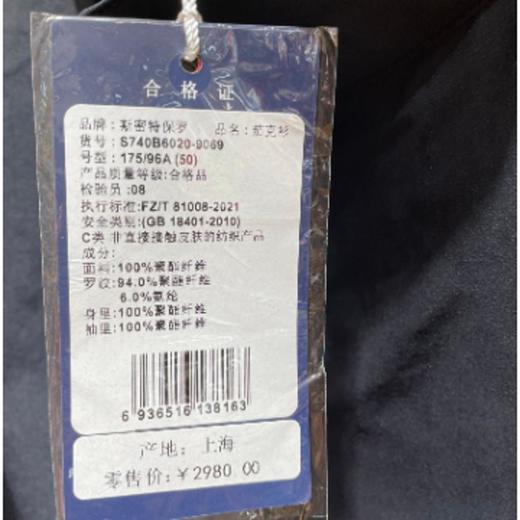 合格证
品牌：斯密特保罗 品名：茄克衫
货号：S740B6020-9069
号型：175/96A (50)
产品质量等级:合格品
检验员:08
执行标准:FZ/T 81008-2021
安全类别:(GB 18401-2010)
C类 非直接接触皮肤的纺织产品
成分：
面料:100%聚酯纤维
罗纹:94.0%聚酯纤维
6.0%氨纶
身里:100%聚酯纤维
袖里:100%聚酯纤维
6 936516 138163
产地：上海
零售价：¥2980.00